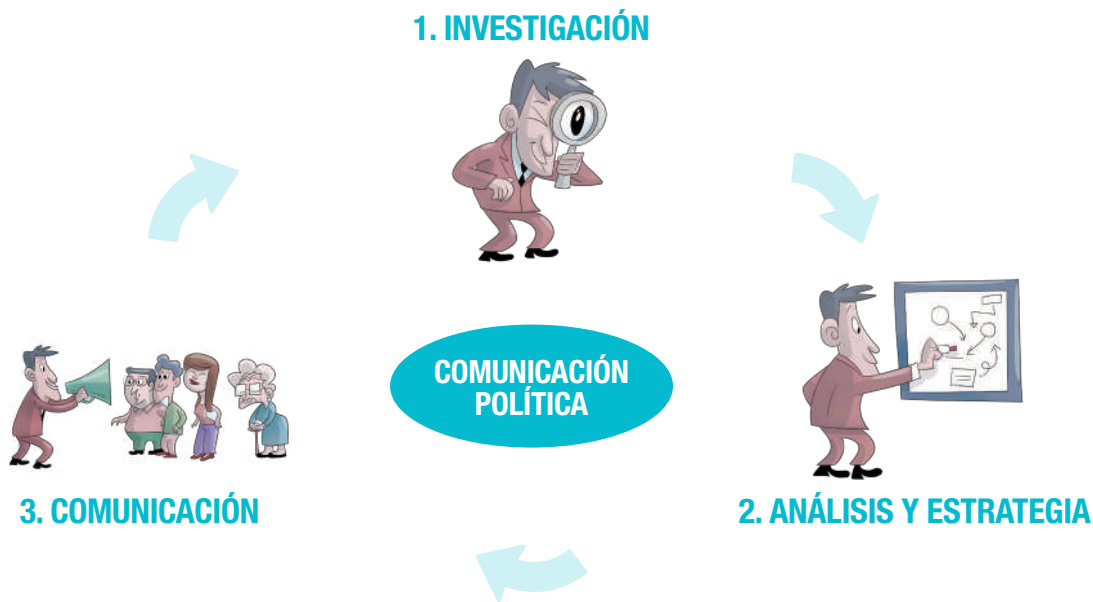 1. INVESTIGACIÓN
COMUNICACIÓN
POLÍTICA
3. COMUNICACIÓN
2. ANÁLISIS Y ESTRATEGIA